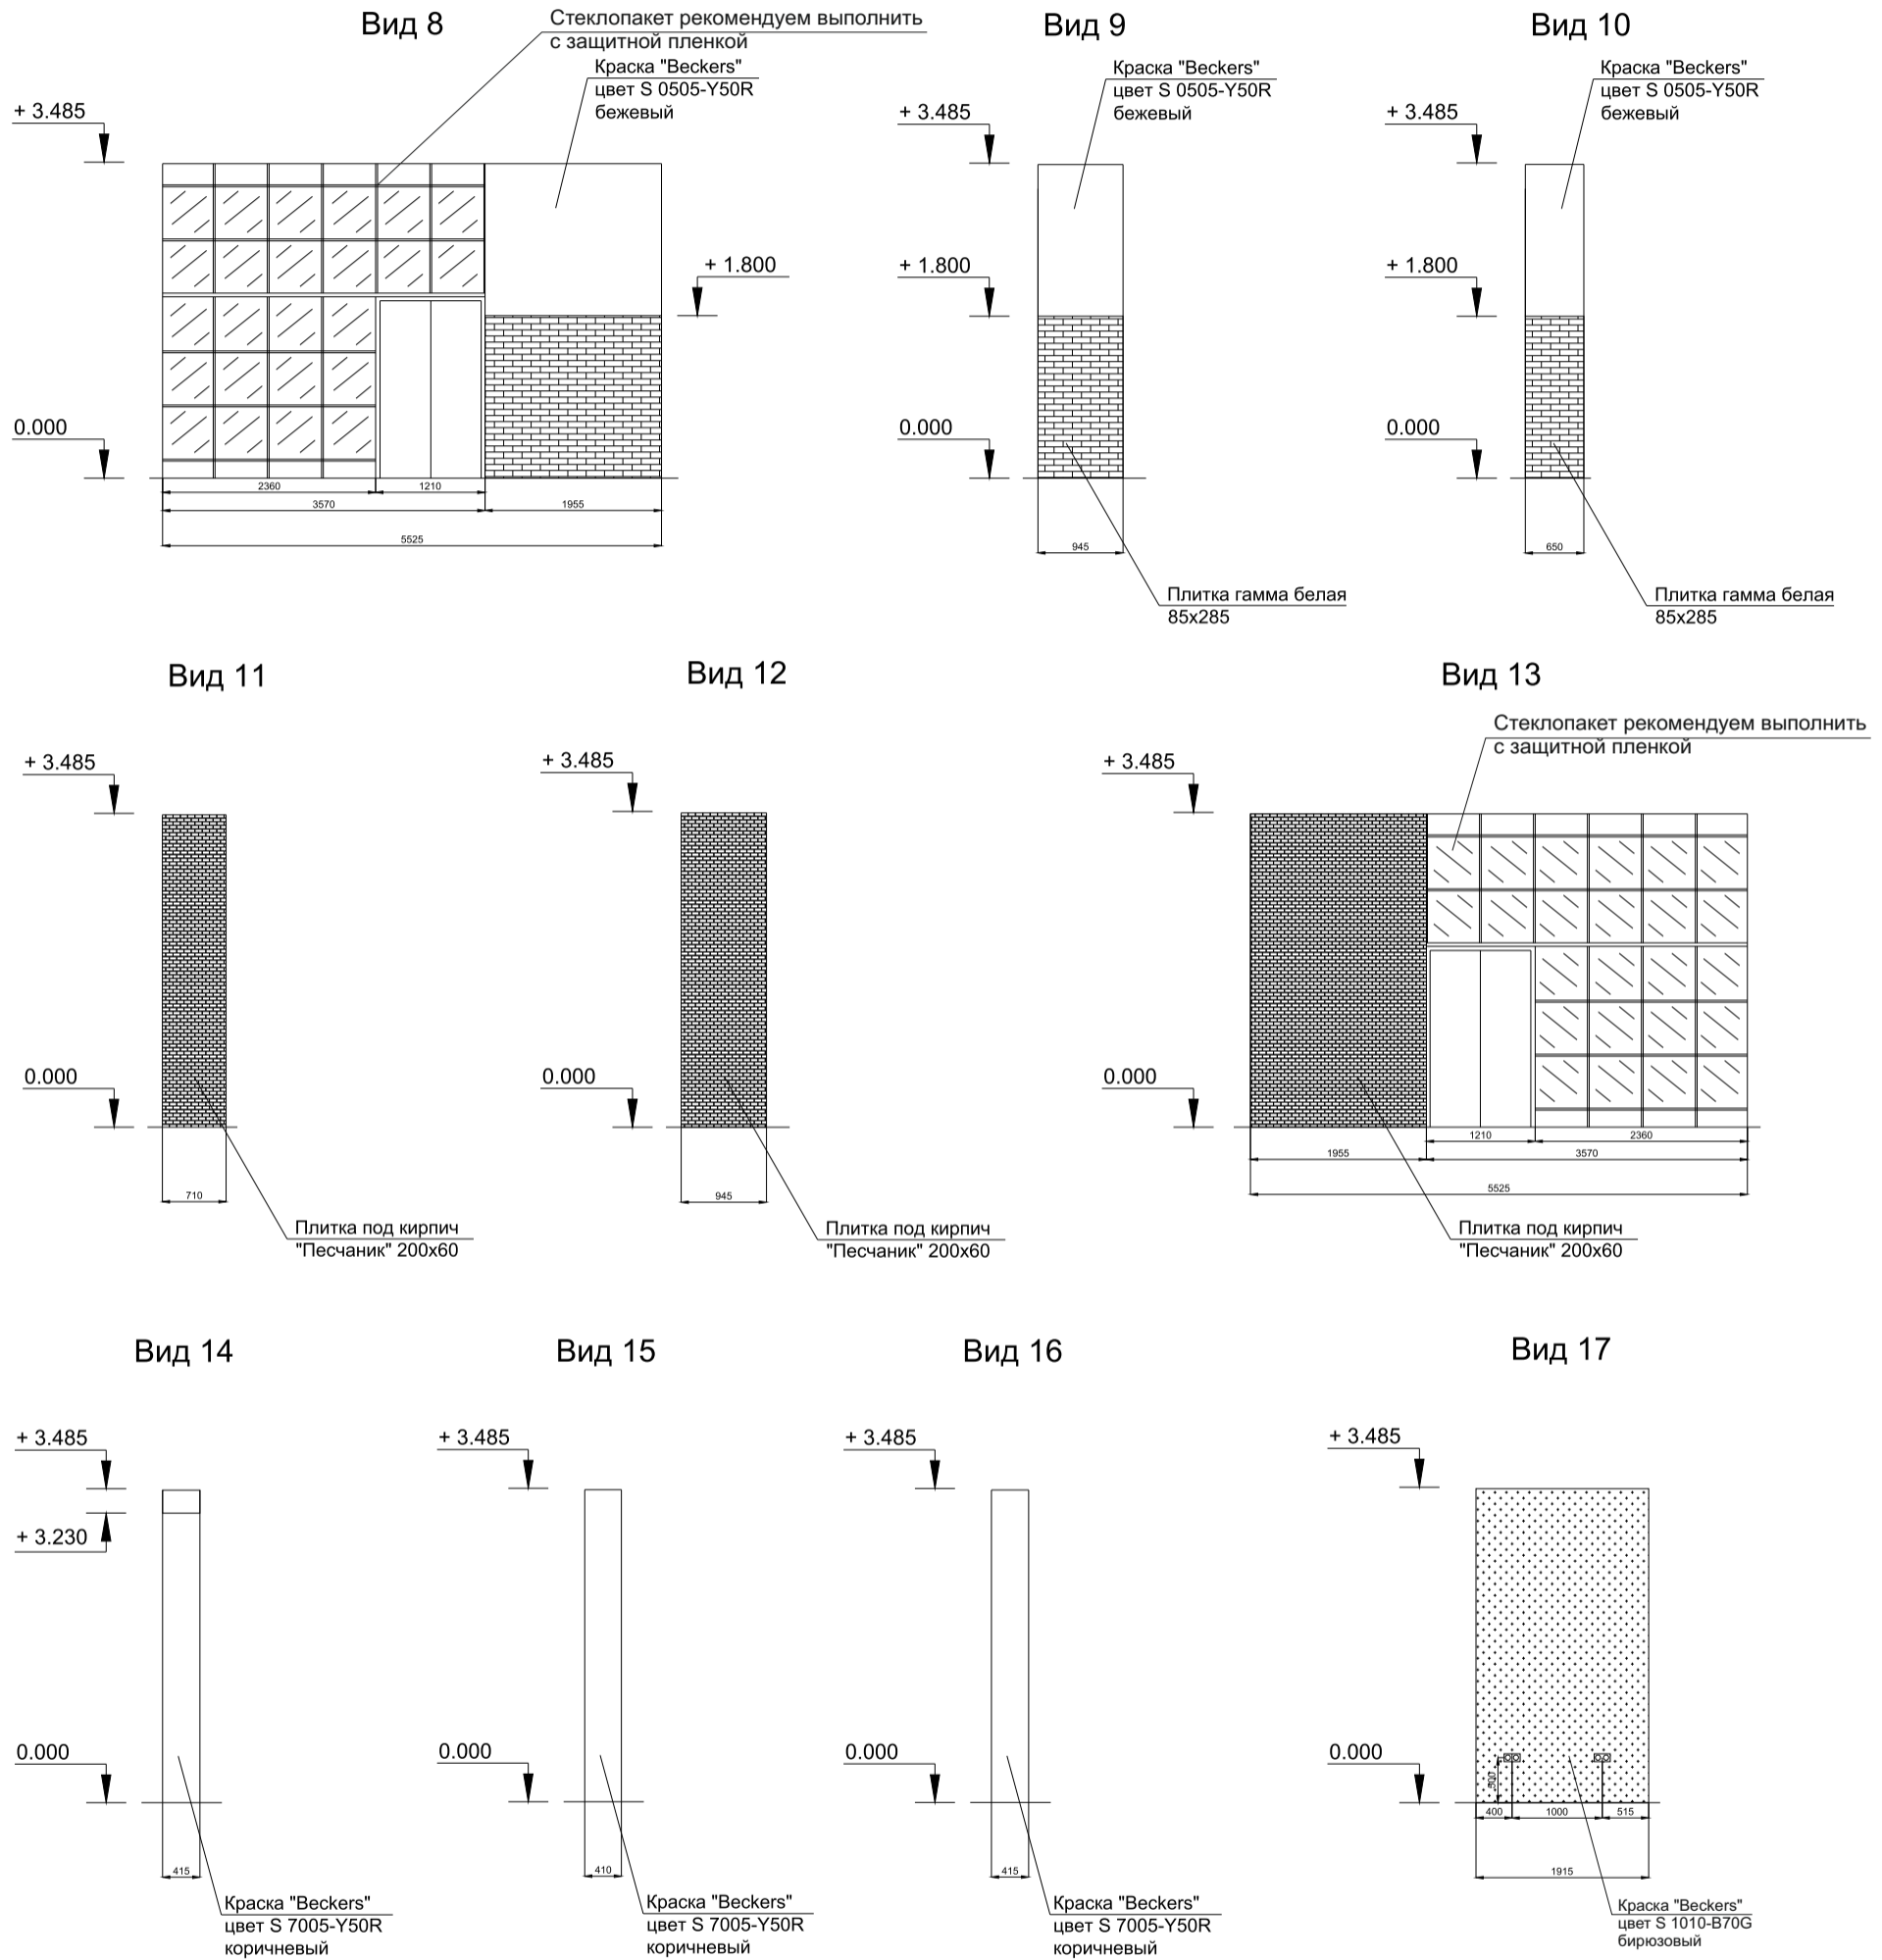 Вид 8
Стеклопакет рекомендуем выполнить
с защитной пленкой
Краска "Beckers"
цвет S 0505-Y50R
бежевый
+ 3.485
+ 1.800
0.000
2360
1210
3570
1955
5525
Вид 9
Краска "Beckers"
цвет S 0505-Y50R
бежевый
+ 3.485
+ 1.800
0.000
945
Плитка гамма белая
85x285
Вид 10
Краска "Beckers"
цвет S 0505-Y50R
бежевый
+ 3.485
+ 1.800
0.000
650
Плитка гамма белая
85x285
Вид 11
+ 3.485
0.000
710
Плитка под кирпич
"Песчаник" 200x60
Вид 12
+ 3.485
0.000
945
Плитка под кирпич
"Песчаник" 200x60
Вид 13
Стеклопакет рекомендуем выполнить
с защитной пленкой
+ 3.485
0.000
1210
2360
1955
3570
5525
Плитка под кирпич
"Песчаник" 200x60
Вид 14
+ 3.485
+ 3.230
0.000
415
Краска "Beckers"
цвет S 7005-Y50R
коричневый
Вид 15
+ 3.485
0.000
410
Краска "Beckers"
цвет S 7005-Y50R
коричневый
Вид 16
+ 3.485
0.000
415
Краска "Beckers"
цвет S 7005-Y50R
коричневый
Вид 17
+ 3.485
0.000
400
1000
515
1915
Краска "Beckers"
цвет S 1010-B70G
бирюзовый